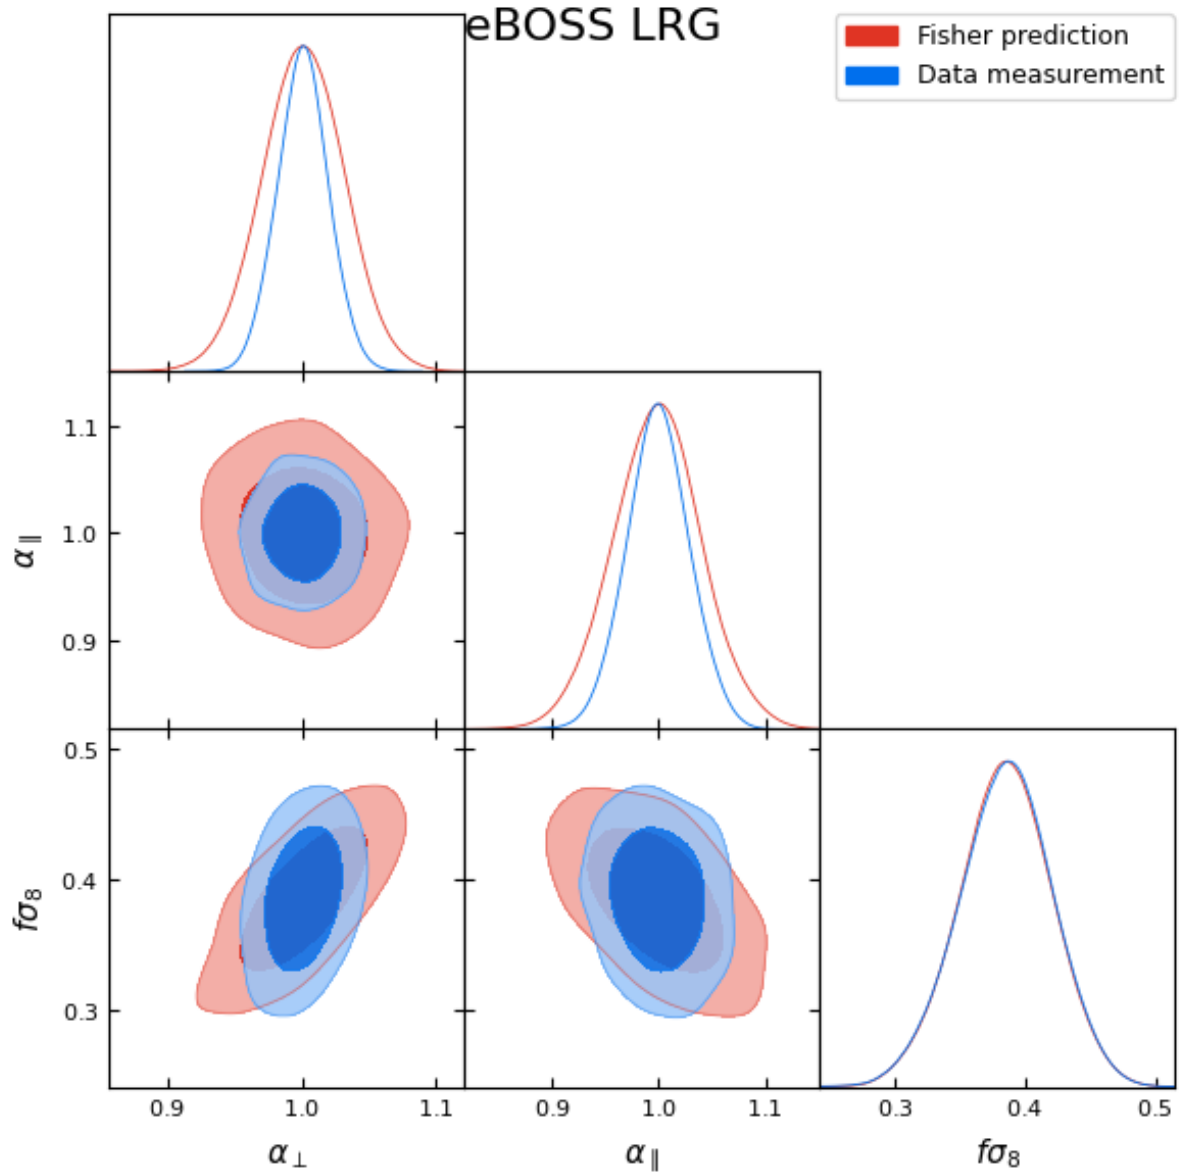 eBOSS LRG
Fisher prediction
Data measurement
1.1
1.0
0.9
α∥
0.5
0.4
0.3
fσ₈
0.9 1.0 1.1
0.9 1.0 1.1
0.3 0.4 0.5
α⊥
α∥
fσ₈